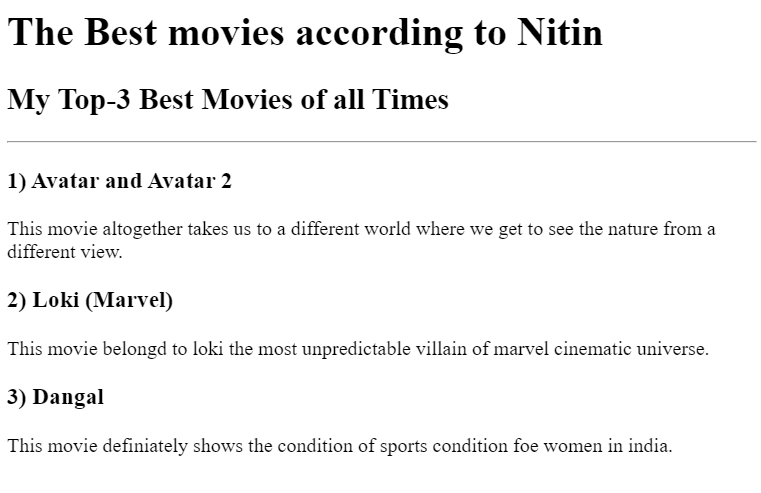 The Best movies according to Nitin
My Top-3 Best Movies of all Times
1) Avatar and Avatar 2
This movie altogether takes us to a different world where we get to see the nature from a
different view.
2) Loki (Marvel)
This movie belongd to loki the most unpredictable villain of marvel cinematic universe.
3) Dangal
This movie definiately shows the condition of sports condition foe women in india.